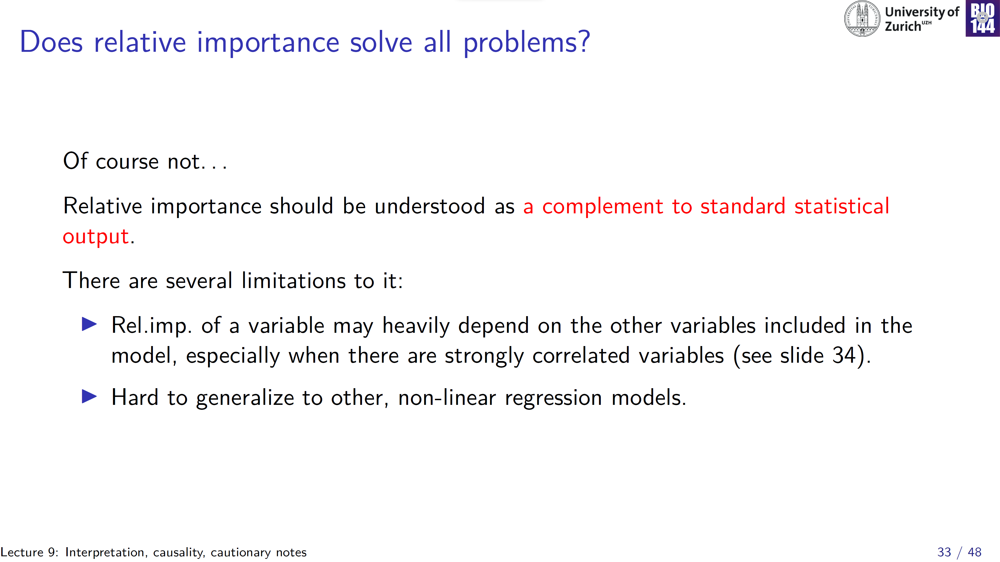 University of
Zurich UZH
BIO
144
Does relative importance solve all problems?
Of course not. . .
Relative importance should be understood as a complement to standard statistical
output.
There are several limitations to it:
Rel.imp. of a variable may heavily depend on the other variables included in the
model, especially when there are strongly correlated variables (see slide 34).
Hard to generalize to other, non-linear regression models.
Lecture 9: Interpretation, causality, cautionary notes
33 / 48